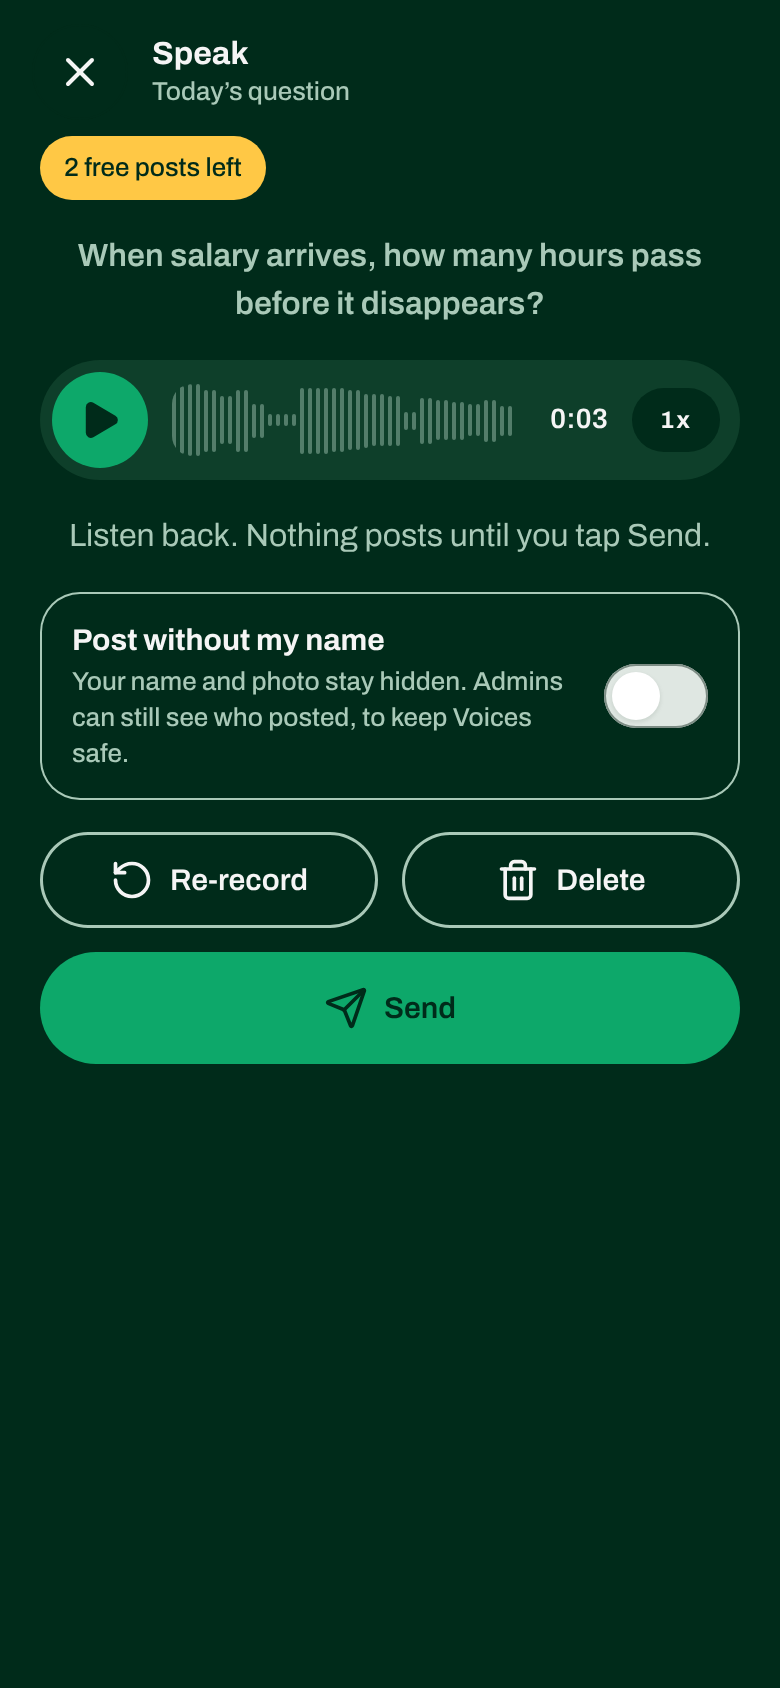 Speak
Today’s question
2 free posts left
When salary arrives, how many hours pass
before it disappears?
0:03
1x
Listen back. Nothing posts until you tap Send.
Post without my name
Your name and photo stay hidden. Admins
can still see who posted, to keep Voices
safe.
Re-record
Delete
Send